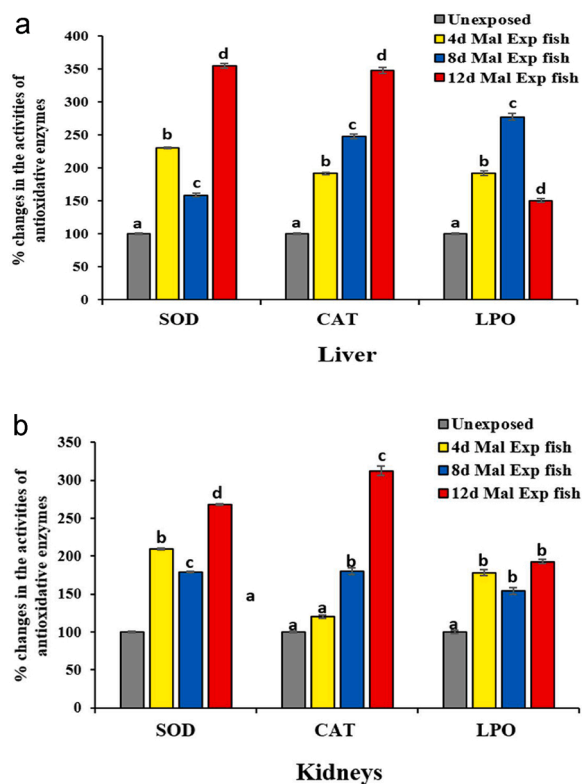 a
Unexposed
4d Mal Exp fish
8d Mal Exp fish
12d Mal Exp fish
% changes in the activities of
antioxidative enzymes
400
350
300
250
200
150
100
50
0
a b c d
a b c d
a b c d
SOD CAT LPO
Liver
b
Unexposed
4d Mal Exp fish
8d Mal Exp fish
12d Mal Exp fish
% changes in the activities of
antioxidative enzymes
350
300
250
200
150
100
50
0
b c d a
a a b c
a b b b
SOD CAT LPO
Kidneys